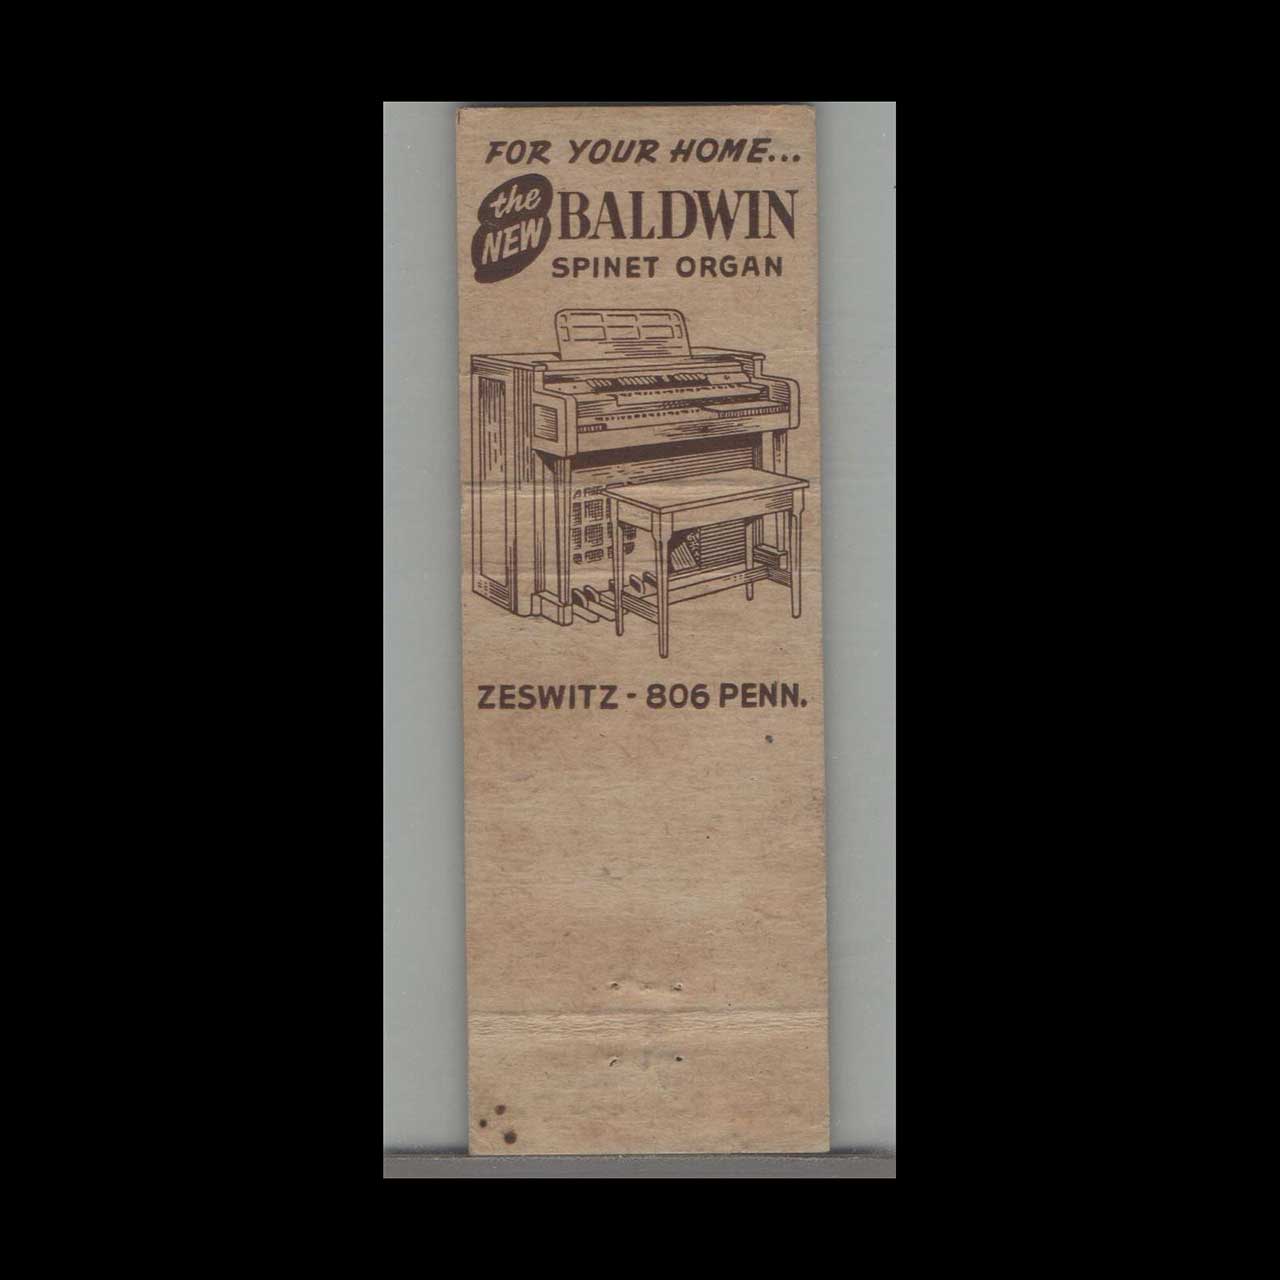 FOR YOUR HOME...
the NEW BALDWIN
SPINET ORGAN
ZESWITZ - 806 PENN.